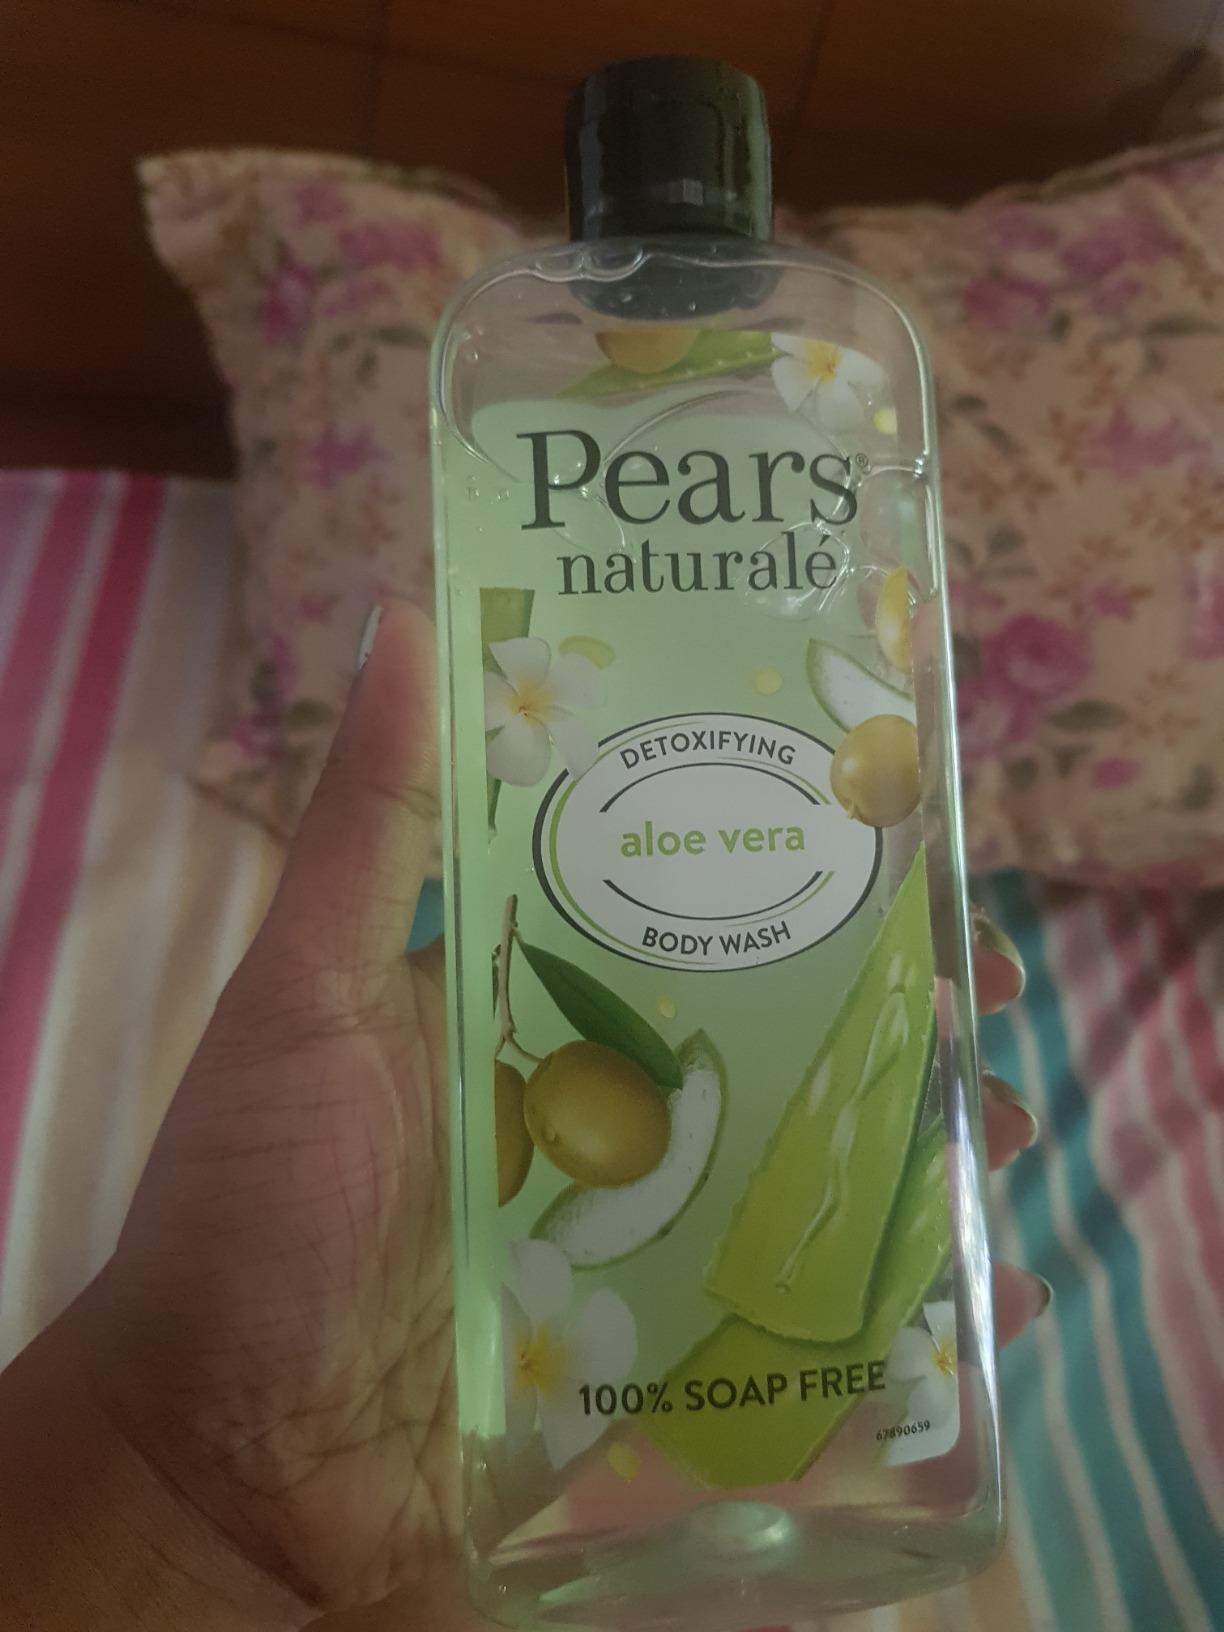 Pears®
naturalé
DETOXIFYING
aloe vera
BODY WASH
100% SOAP FREE
67890659